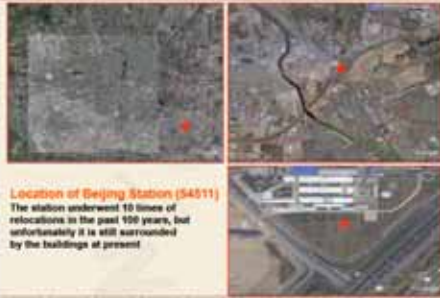 Location of Beijing Station (54511)
The station underwent 10 times of
relocations in the past 100 years, but
unfortunately it is still surrounded
by the buildings at present